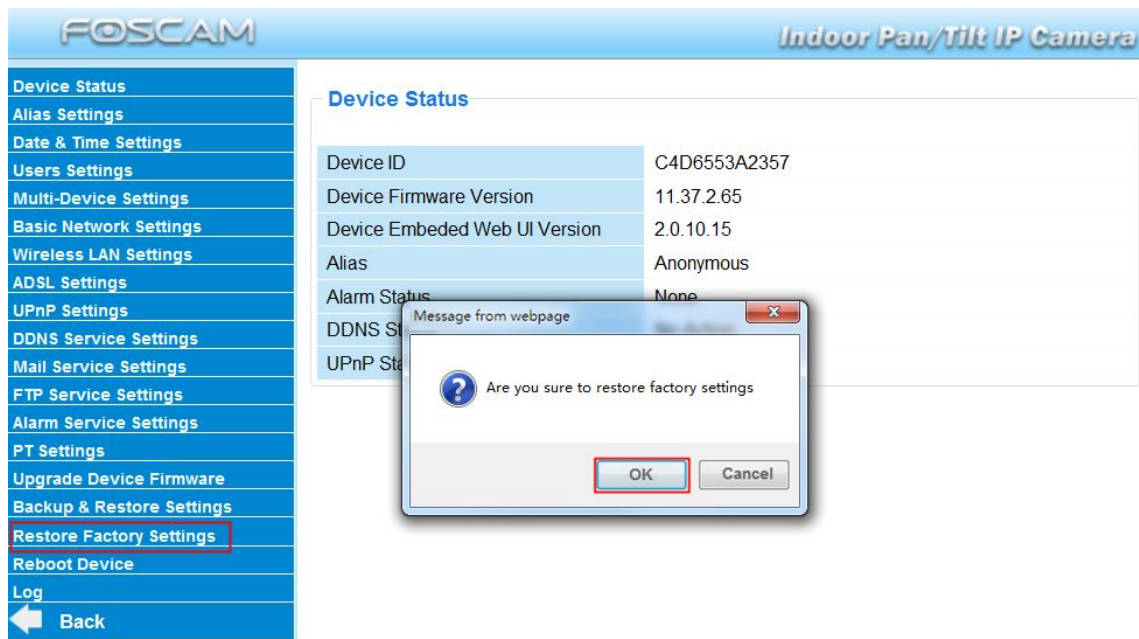 FOSCAM
Indoor Pan/Tilt IP Camera
Device Status
Alias Settings
Date & Time Settings
Users Settings
Multi-Device Settings
Basic Network Settings
Wireless LAN Settings
ADSL Settings
UPnP Settings
DDNS Service Settings
Mail Service Settings
FTP Service Settings
Alarm Service Settings
PT Settings
Upgrade Device Firmware
Backup & Restore Settings
Restore Factory Settings
Reboot Device
Log
Back
Device Status
Device ID C4D6553A2357
Device Firmware Version 11.37.2.65
Device Embeded Web UI Version 2.0.10.15
Alias Anonymous
Alarm Status None
DDNS St
UPnP Sta
Message from webpage
Are you sure to restore factory settings
OK Cancel